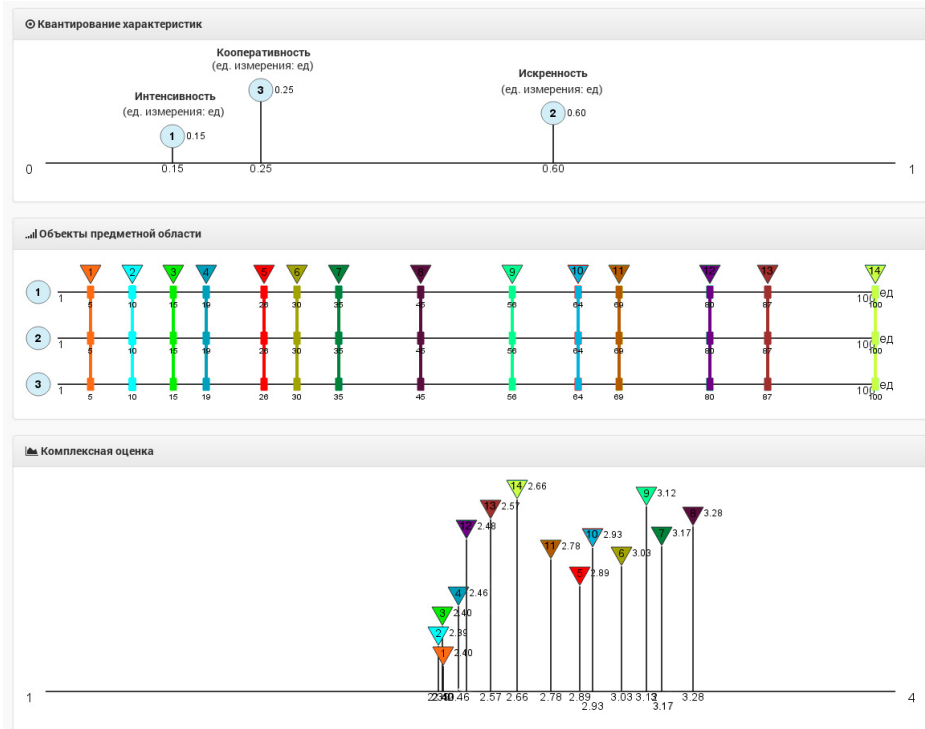 Квантирование характеристик
Кооперативность
(ед. измерения: ед)
3 0.25
Искренность
(ед. измерения: ед)
2 0.60
Интенсивность
(ед. измерения: ед)
1 0.15
0 0.15 0.25 0.60 1
Объекты предметной области
1 2 3 4 5 6 7 8 9 10 11 12 13 14
1 1 100 ед
5 10 15 19 26 30 35 45 56 64 69 80 87 100
2 1 100 ед
5 10 15 19 26 30 35 45 56 64 69 80 87 100
3 1 100 ед
5 10 15 19 26 30 35 45 56 64 69 80 87 100
Комплексная оценка
14 2.66
9 3.12
13 2.57
8 3.28
12 2.48
10 2.93
7 3.17
11 2.78
6 3.03
5 2.89
4 2.46
3 2.40
2 2.39
1 2.40
1 2.40 2.57 2.66 2.78 2.89 3.03 3.12 3.28 4
2.93 3.17